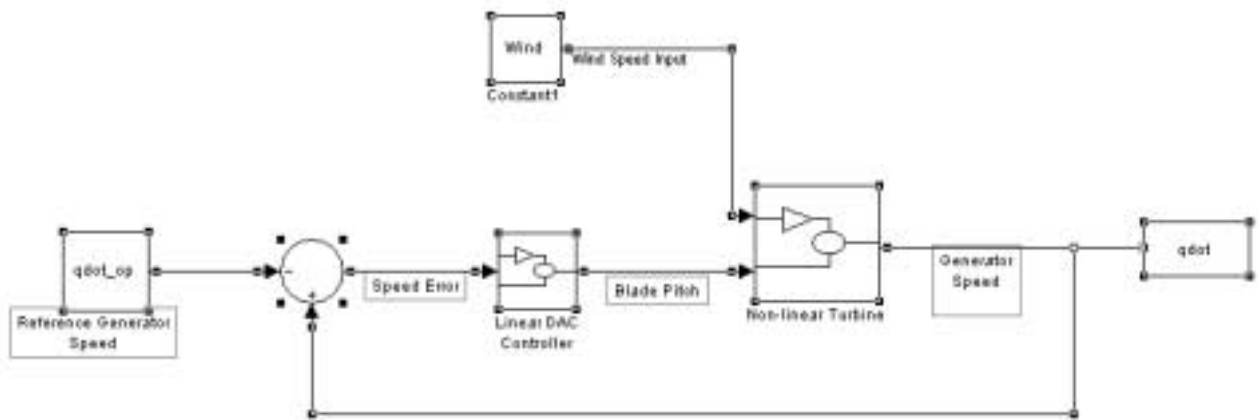 Wind
Wind Speed Input
Constant1
qdot_op
Reference Generator
Speed
-
+
Speed Error
Linear DAC
Controller
Blade Pitch
Non-linear Turbine
Generator
Speed
qdot